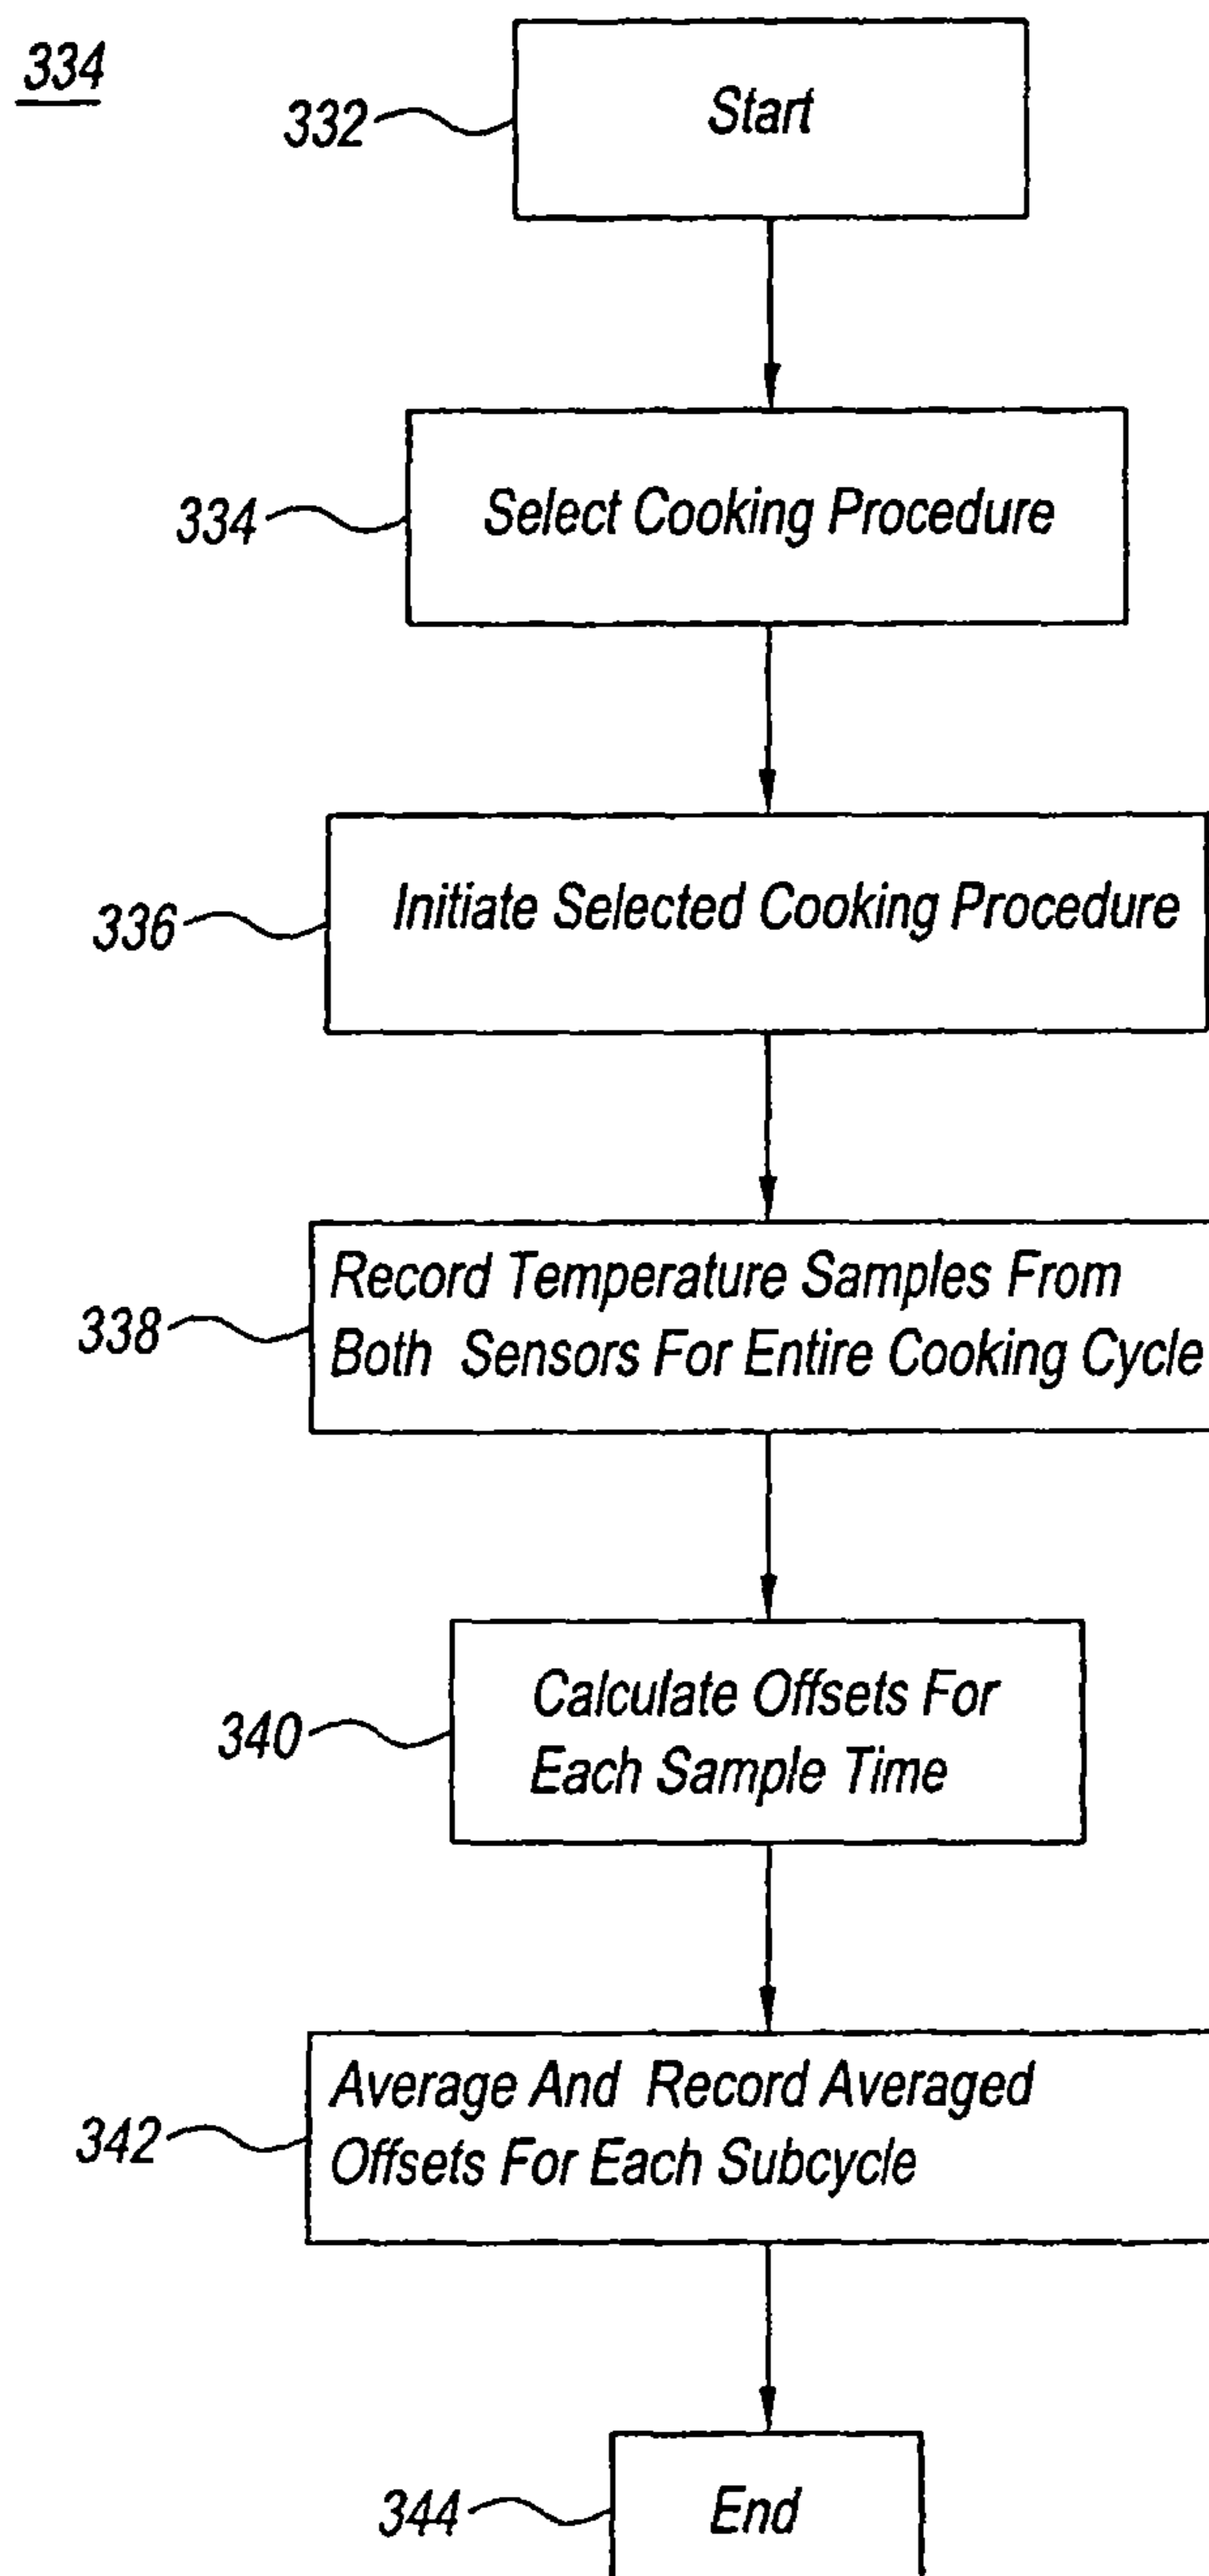 334
332
Start
334
Select Cooking Procedure
336
Initiate Selected Cooking Procedure
338
Record Temperature Samples From
Both Sensors For Entire Cooking Cycle
340
Calculate Offsets For
Each Sample Time
342
Average And Record Averaged
Offsets For Each Subcycle
344
End